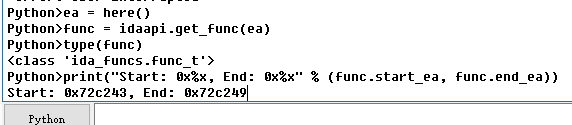 Python>ea = here()
Python>func = idaapi.get_func(ea)
Python>type(func)
<class 'ida_funcs.func_t'>
Python>print("Start: 0x%x, End: 0x%x" % (func.start_ea, func.end_ea))
Start: 0x72c243, End: 0x72c249
Python